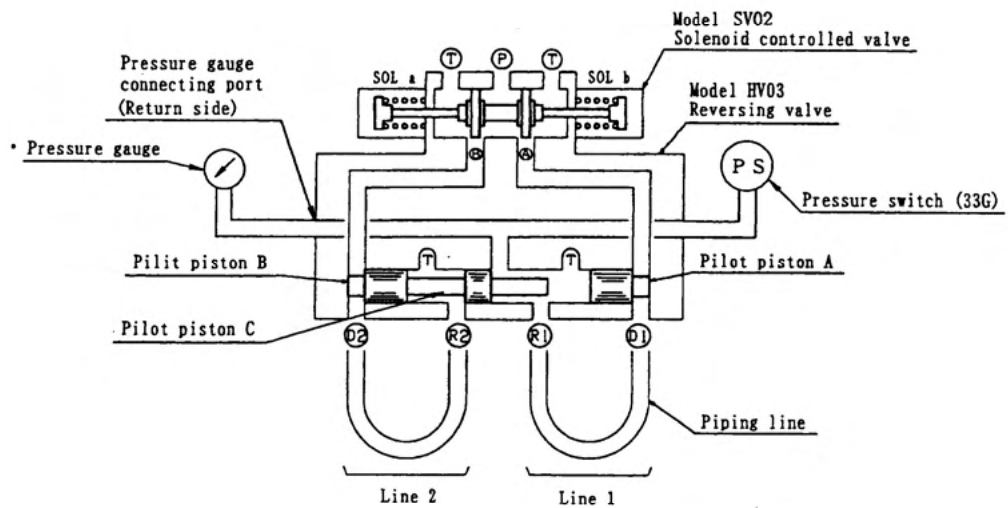 Model SV02
Solenoid controlled valve
T
P
T
SOL a
SOL b
Pressure gauge
connecting port
(Return side)
Model HV03
Reversing valve
Pressure gauge
B
A
P S
Pressure switch (33G)
T
T
Pilit piston B
Pilot piston A
Pilot piston C
D2
R2
R1
D1
Piping line
Line 2
Line 1